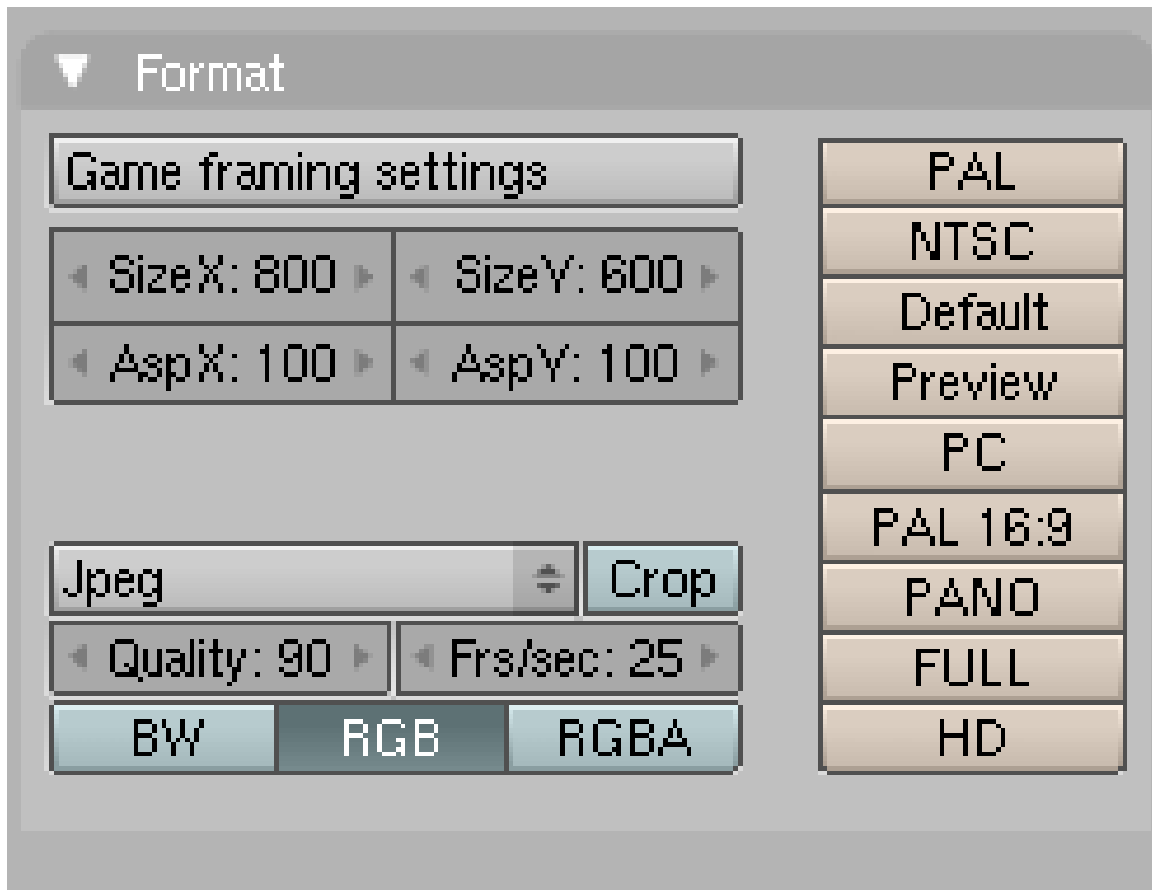 Format
Game framing settings
SizeX: 800
SizeY: 600
AspX: 100
AspY: 100
Jpeg
Crop
Quality: 90
Frs/sec: 25
BW
RGB
RGBA
PAL
NTSC
Default
Preview
PC
PAL 16:9
PANO
FULL
HD